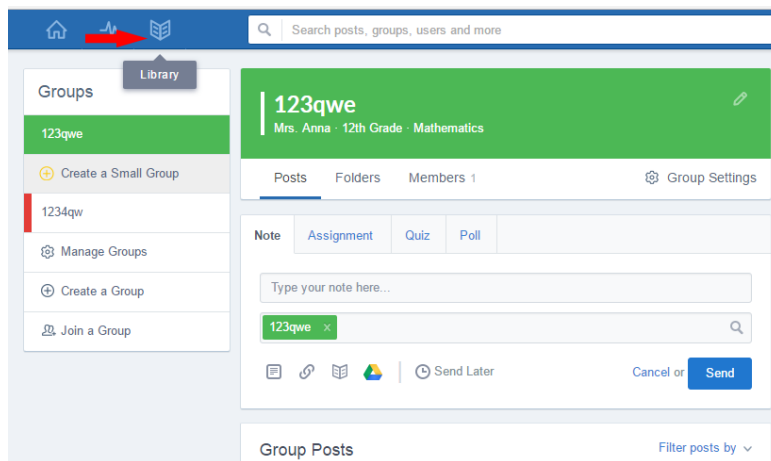 Search posts, groups, users and more
Library
Groups
123qwe
Create a Small Group
1234qw
Manage Groups
Create a Group
Join a Group
123qwe
Mrs. Anna · 12th Grade · Mathematics
Posts Folders Members 1 Group Settings
Note Assignment Quiz Poll
Type your note here...
123qwe ×
Send Later Cancel or Send
Group Posts Filter posts by